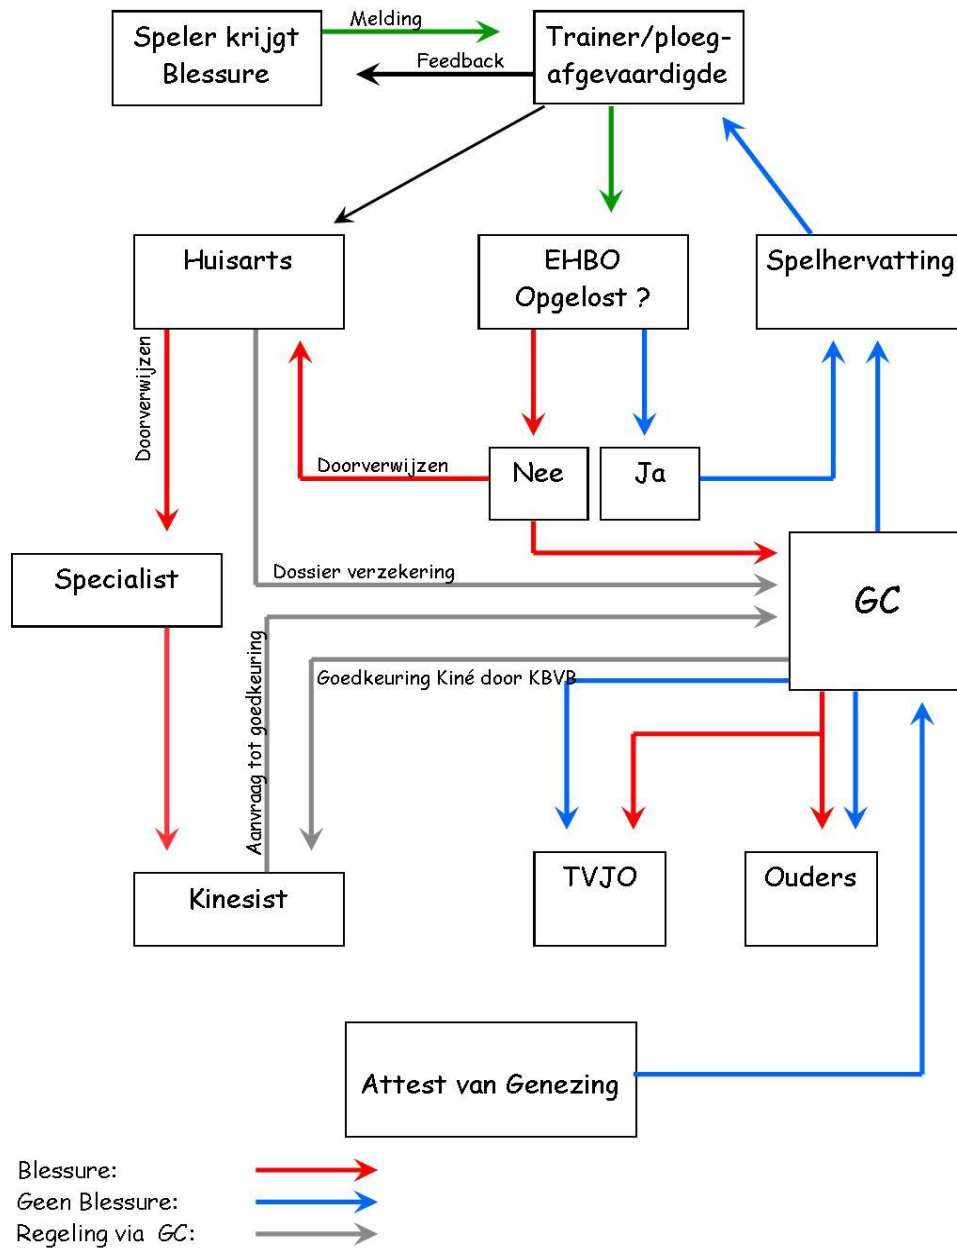 Speler krijgt
Blessure
Melding
Feedback
Trainer/ploeg-
afgevaardigde
Huisarts
EHBO
Opgelost ?
Spelhervatting
Doorverwijzen
Doorverwijzen
Nee
Ja
Specialist
Dossier verzekering
GC
Aanvraag tot goedkeuring
Goedkeuring Kiné door KBVB
Kinesist
TVJO
Ouders
Attest van Genezing
Blessure:
Geen Blessure:
Regeling via GC: